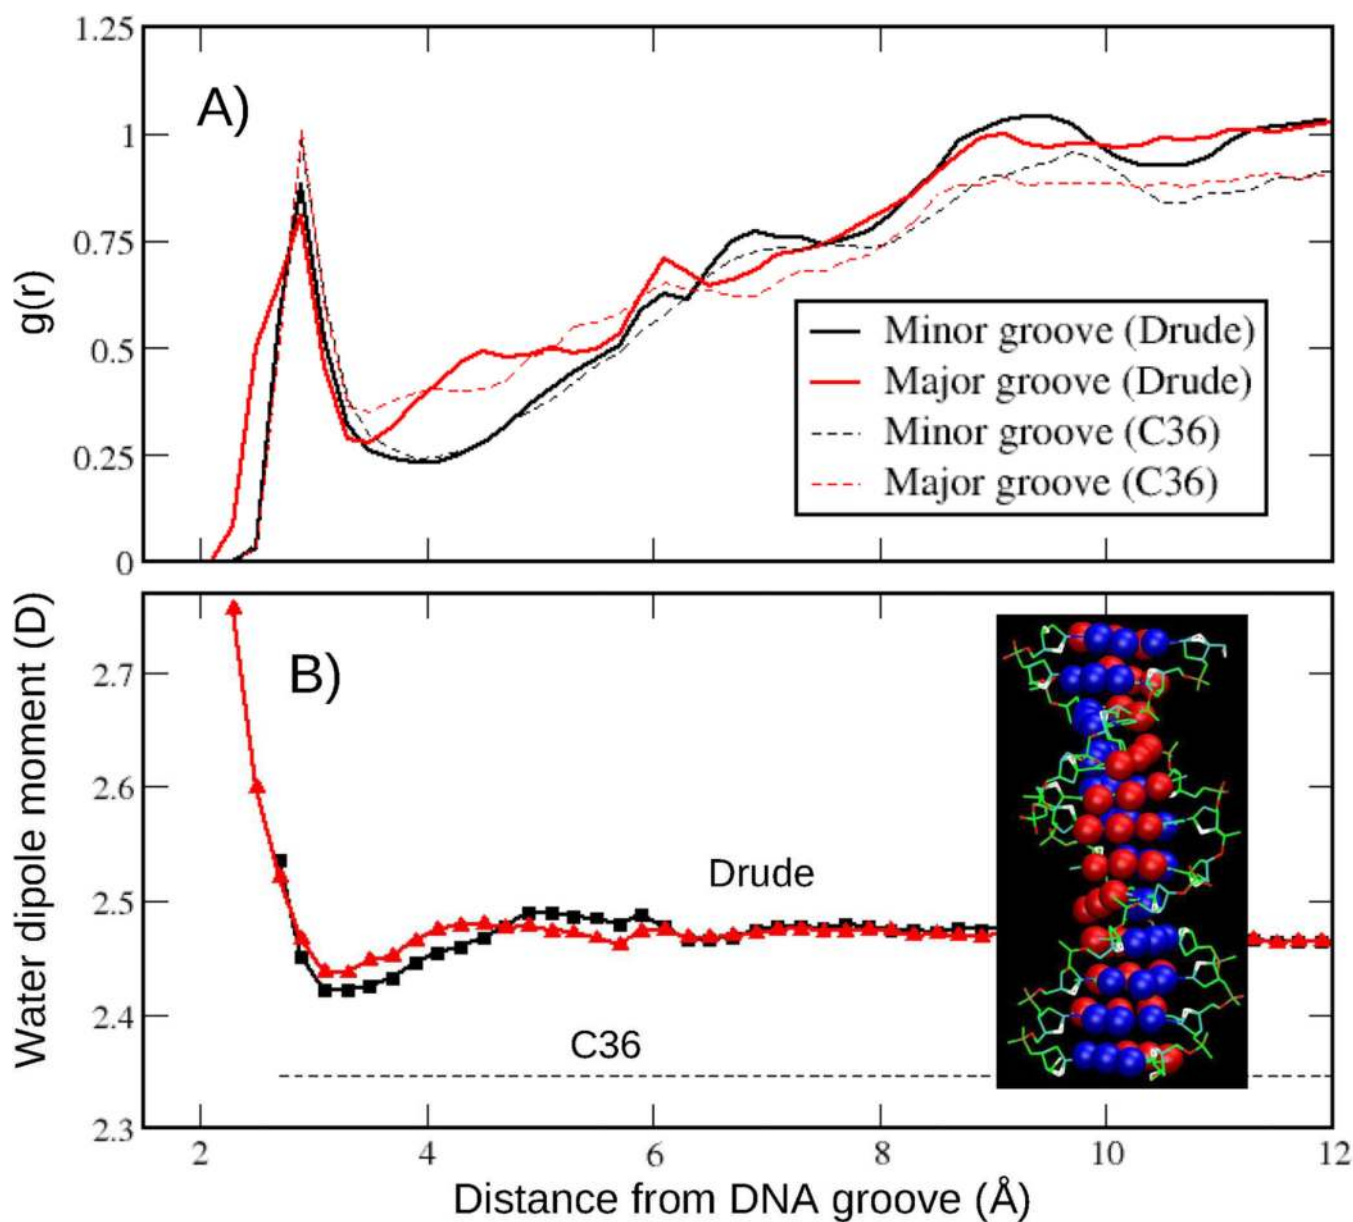 1.25
A)
1
0.75
g(r)
0.5
0.25
0
Minor groove (Drude)
Major groove (Drude)
Minor groove (C36)
Major groove (C36)
Water dipole moment (D)
B)
2.7
2.6
2.5
2.4
2.3
Drude
C36
2 4 6 8 10 12
Distance from DNA groove (Å)